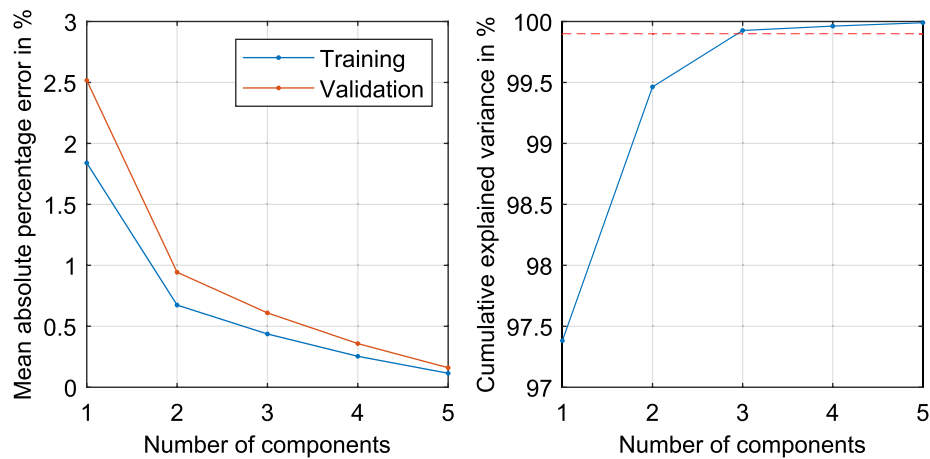 Mean absolute percentage error in %
3
2.5
2
1.5
1
0.5
0
1 2 3 4 5
Number of components
Training
Validation
Cumulative explained variance in %
100
99.5
99
98.5
98
97.5
97
1 2 3 4 5
Number of components